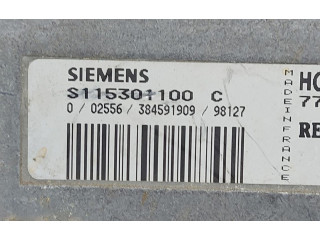 SIEMENS
S115301100 C
0 / 02556 / 384591909 / 98127
MADE IN FRANCE
HO
77
RE